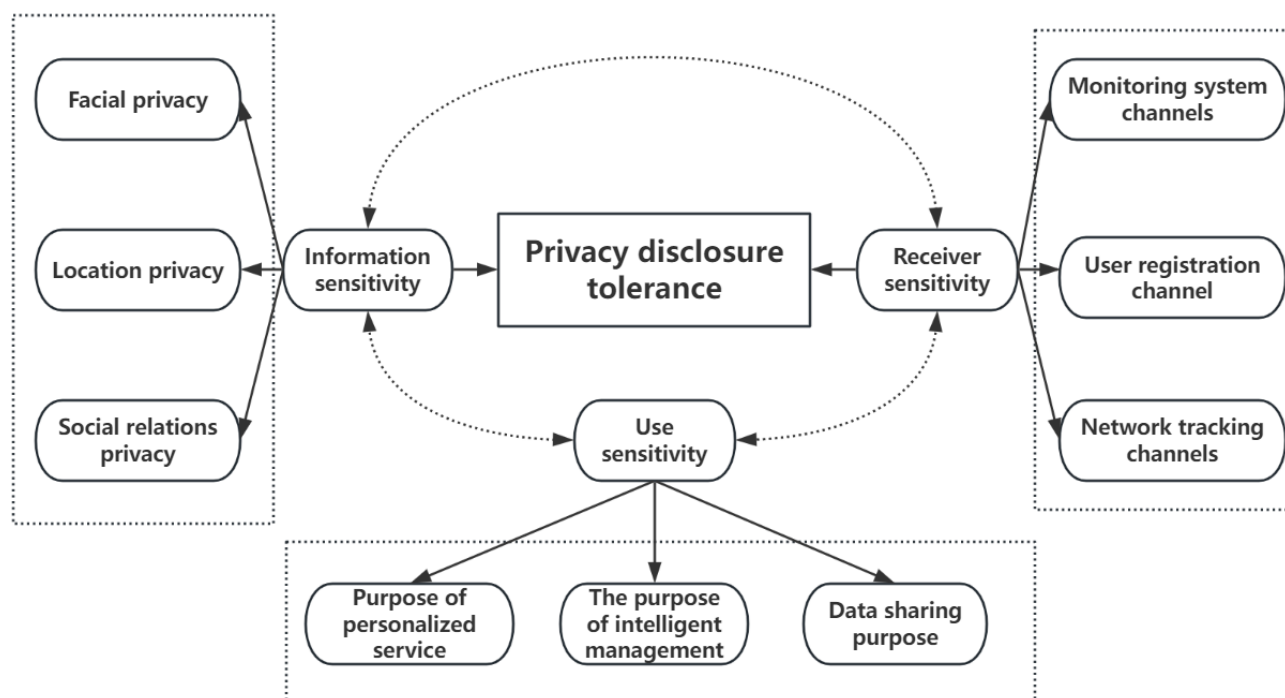 Facial privacy
Location privacy
Social relations
privacy
Information
sensitivity
Privacy disclosure
tolerance
Receiver
sensitivity
Monitoring system
channels
User registration
channel
Network tracking
channels
Use
sensitivity
Purpose of
personalized
service
The purpose
of intelligent
management
Data sharing
purpose